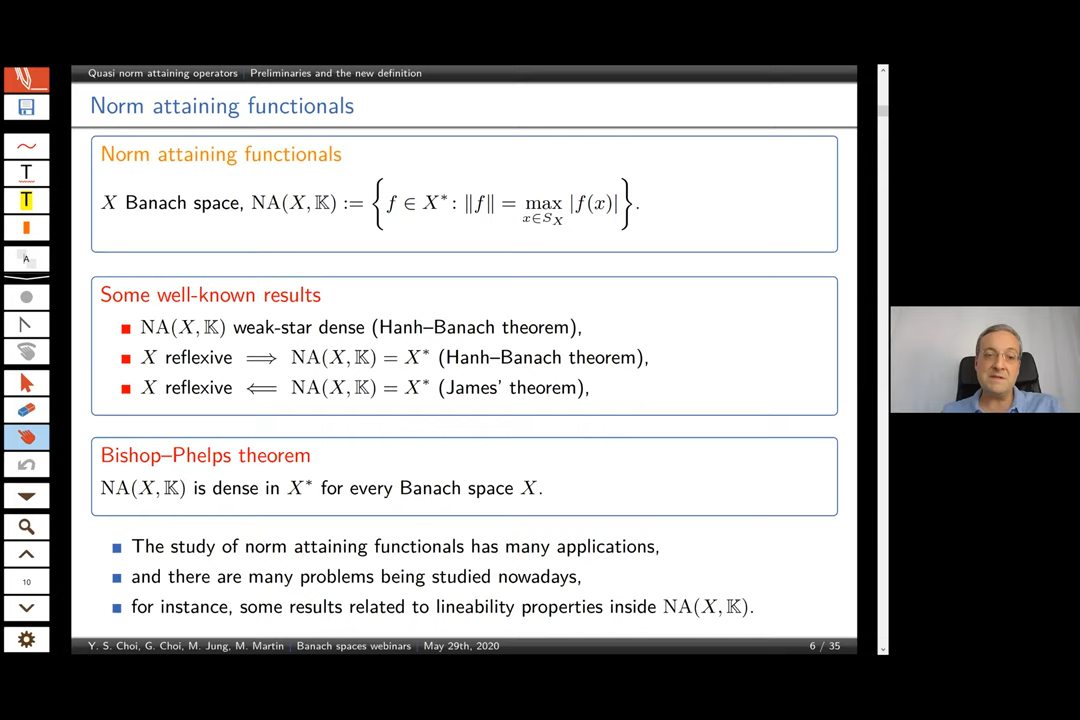 Quasi norm attaining operators | Preliminaries and the new definition
Norm attaining functionals
Norm attaining functionals
X Banach space, NA(X, 𝕂) := { f ∈ X* : ‖f‖ = max_{x∈S_X} |f(x)| }.
Some well-known results
NA(X, 𝕂) weak-star dense (Hanh–Banach theorem),
X reflexive ⟹ NA(X, 𝕂) = X* (Hanh–Banach theorem),
X reflexive ⟸ NA(X, 𝕂) = X* (James' theorem),
Bishop–Phelps theorem
NA(X, 𝕂) is dense in X* for every Banach space X.
The study of norm attaining functionals has many applications,
and there are many problems being studied nowadays,
for instance, some results related to lineability properties inside NA(X, 𝕂).
Y. S. Choi, G. Choi, M. Jung, M. Martin | Banach spaces webinars | May 29th, 2020 6 / 35
T
T
A
10